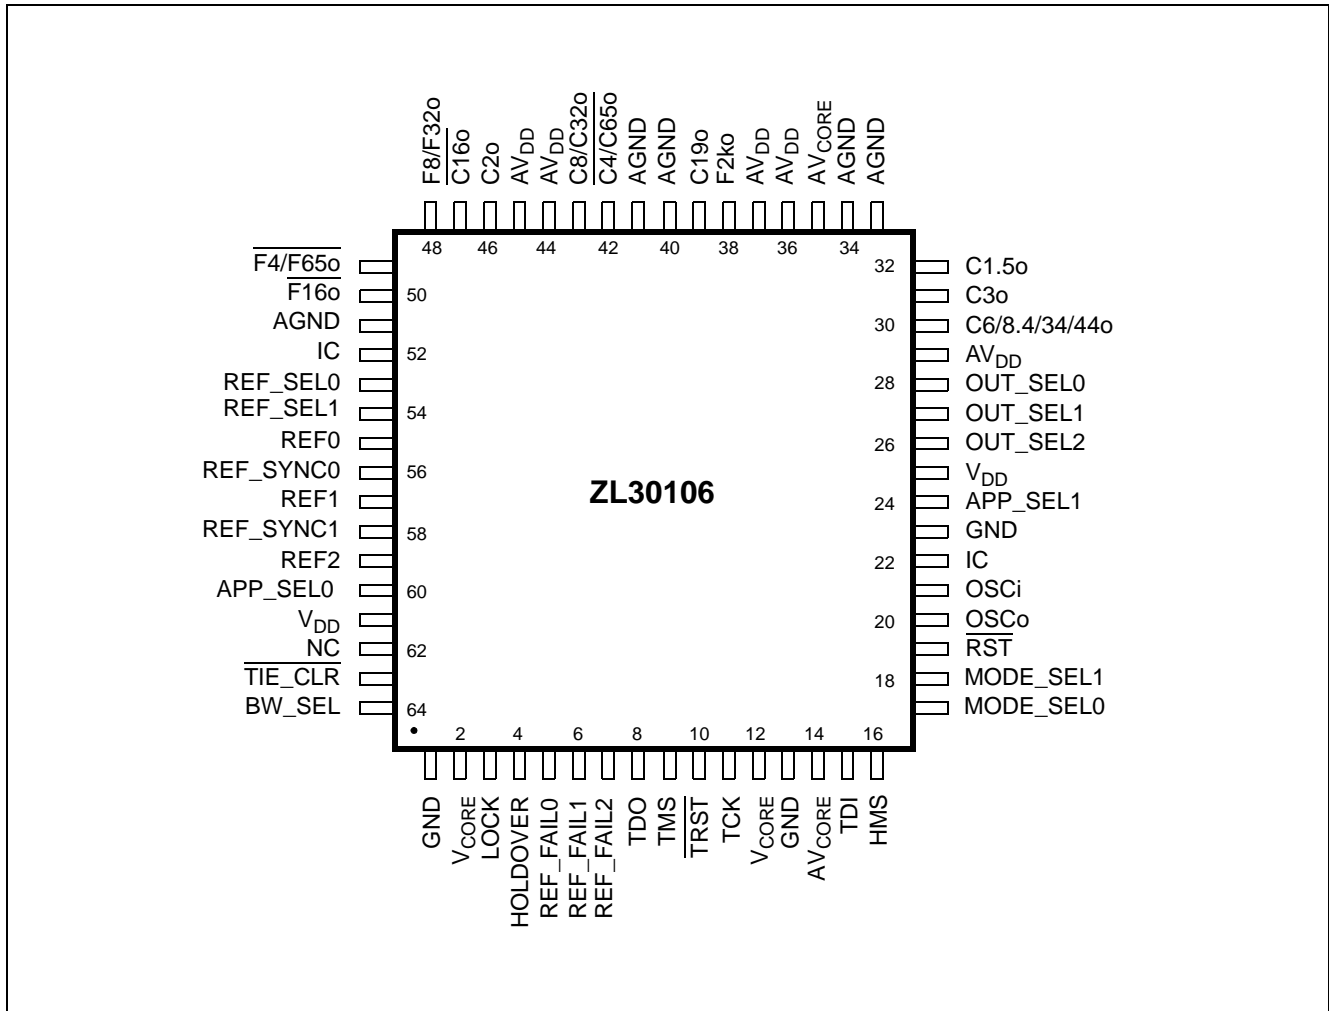 F8/F32o
C16o
C2o
AVDD
AVDD
C8/C32o
C4/C65o
AGND
AGND
C19o
F2ko
AVDD
AVDD
AVCORE
AGND
AGND
48 46 44 42 40 38 36 34
F4/F65o
F16o 50
AGND
IC 52
REF_SEL0
REF_SEL1 54
REF0
REF_SYNC0 56
REF1
REF_SYNC1 58
REF2
APP_SEL0 60
VDD
NC 62
TIE_CLR
BW_SEL 64
ZL30106
32 C1.5o
C3o
30 C6/8.4/34/44o
AVDD
28 OUT_SEL0
OUT_SEL1
26 OUT_SEL2
VDD
24 APP_SEL1
GND
22 IC
OSCi
20 OSCo
RST
18 MODE_SEL1
MODE_SEL0
2 4 6 8 10 12 14 16
GND
VCORE
LOCK
HOLDOVER
REF_FAIL0
REF_FAIL1
REF_FAIL2
TDO
TMS
TRST
TCK
VCORE
GND
AVCORE
TDI
HMS